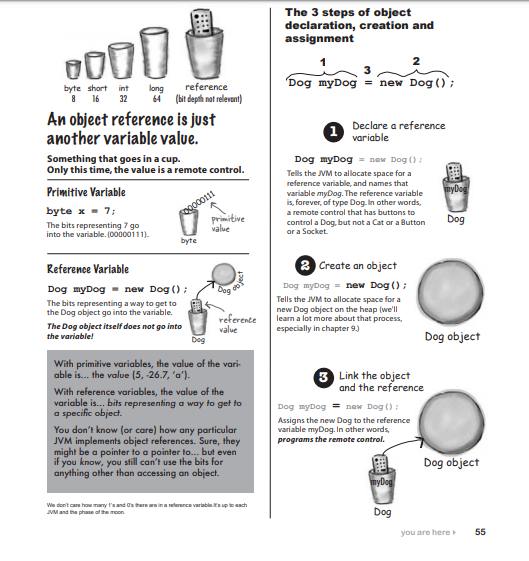 byte short int long reference
8 16 32 64 (bit depth not relevant)
An object reference is just
another variable value.
Something that goes in a cup.
Only this time, the value is a remote control.
Primitive Variable
byte x = 7;
The bits representing 7 go
into the variable. (00000111).
00000111
primitive
value
byte
Reference Variable
Dog myDog = new Dog();
The bits representing a way to get to
the Dog object go into the variable.
The Dog object itself does not go into
the variable!
Dog object
reference
value
Dog
With primitive variables, the value of the vari-
able is... the value (5, -26.7, 'a').
With reference variables, the value of the
variable is... bits representing a way to get to
a specific object.
You don't know (or care) how any particular
JVM implements object references. Sure, they
might be a pointer to a pointer to... but even
if you know, you still can't use the bits for
anything other than accessing an object.
We don't care how many 1's and 0's there are in a reference variable.It's up to each
JVM and the phase of the moon.
The 3 steps of object
declaration, creation and
assignment
1 3 2
Dog myDog = new Dog();
1 Declare a reference
variable
Dog myDog = new Dog();
Tells the JVM to allocate space for a
reference variable, and names that
variable myDog. The reference variable
is, forever, of type Dog. In other words,
a remote control that has buttons to
control a Dog, but not a Cat or a Button
or a Socket.
myDog
Dog
2 Create an object
Dog myDog = new Dog();
Tells the JVM to allocate space for a
new Dog object on the heap (we'll
learn a lot more about that process,
especially in chapter 9.)
Dog object
3 Link the object
and the reference
Dog myDog = new Dog();
Assigns the new Dog to the reference
variable myDog. In other words,
programs the remote control.
Dog object
myDog
Dog
you are here 55